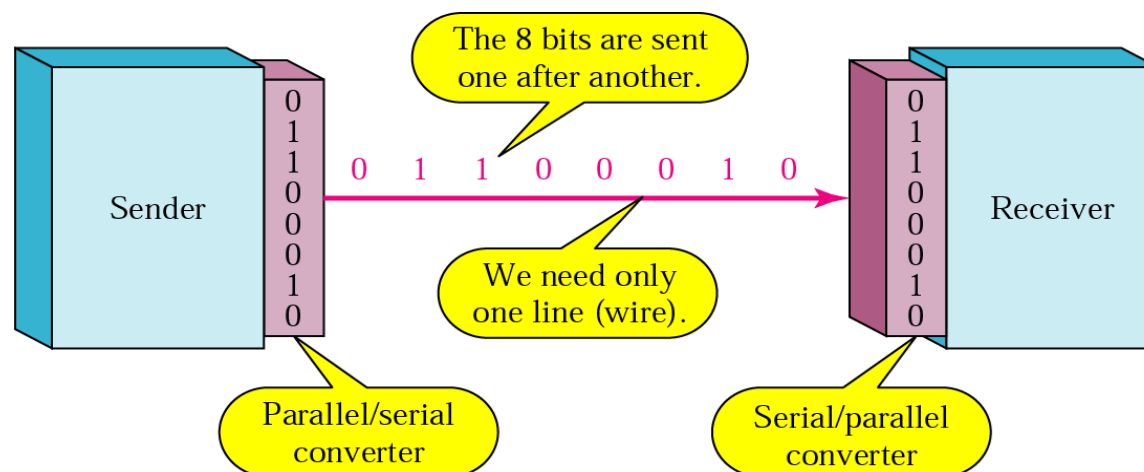 The 8 bits are sent
one after another.
0
1
1
0
0
0
1
0
0 1 1 0 0 0 1 0
0
1
1
0
0
0
1
0
Sender
Receiver
We need only
one line (wire).
Parallel/serial
converter
Serial/parallel
converter